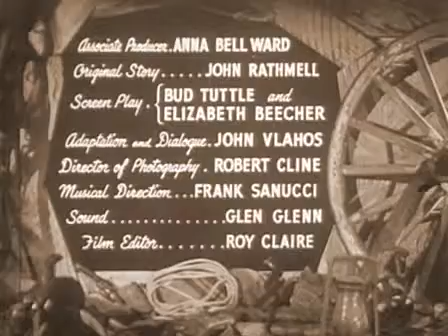 Associate Producer. ANNA BELL WARD
Original Story..... JOHN RATHMELL
Screen Play. { BUD TUTTLE and
ELIZABETH BEECHER
Adaptation and Dialogue. JOHN VLAHOS
Director of Photography. ROBERT CLINE
Musical Direction... FRANK SANUCCI
Sound............. GLEN GLENN
Film Editor....... ROY CLAIRE